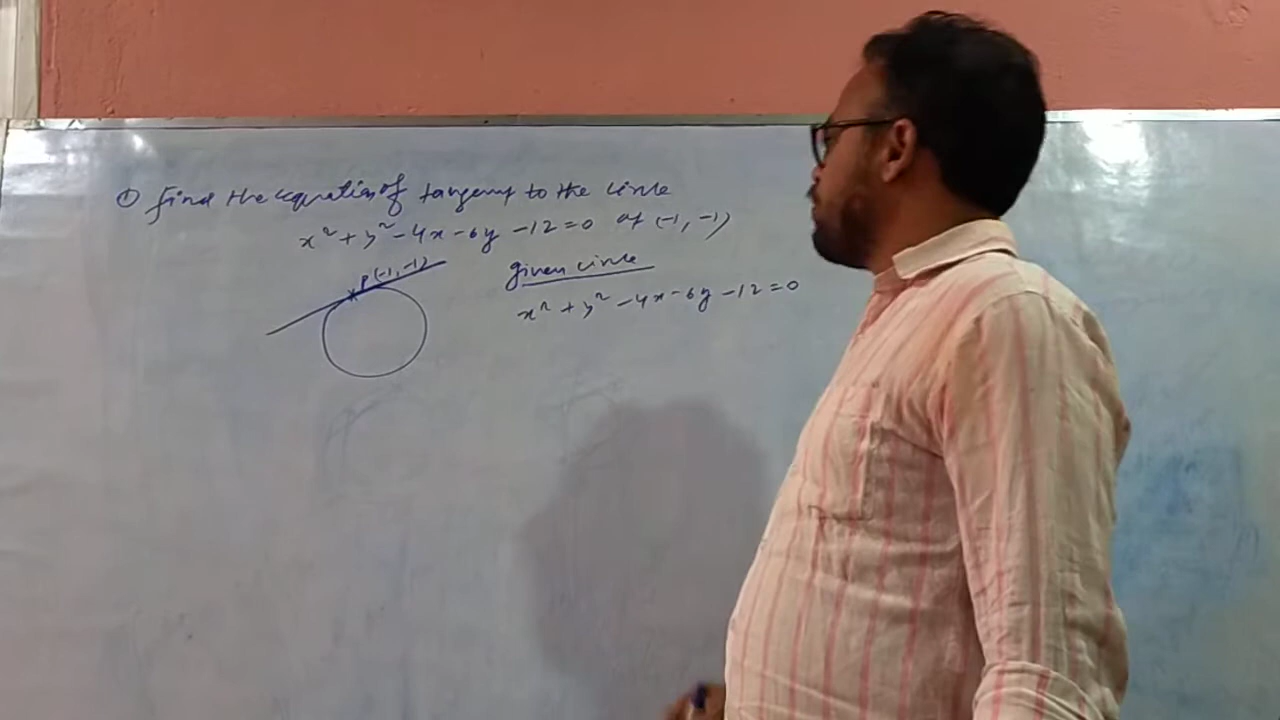 ① Find the equation of tangent to the circle
x² + y² - 4x - 6y - 12 = 0 at (-1, -1)
P(-1, -1)
Given circle
x² + y² - 4x - 6y - 12 = 0